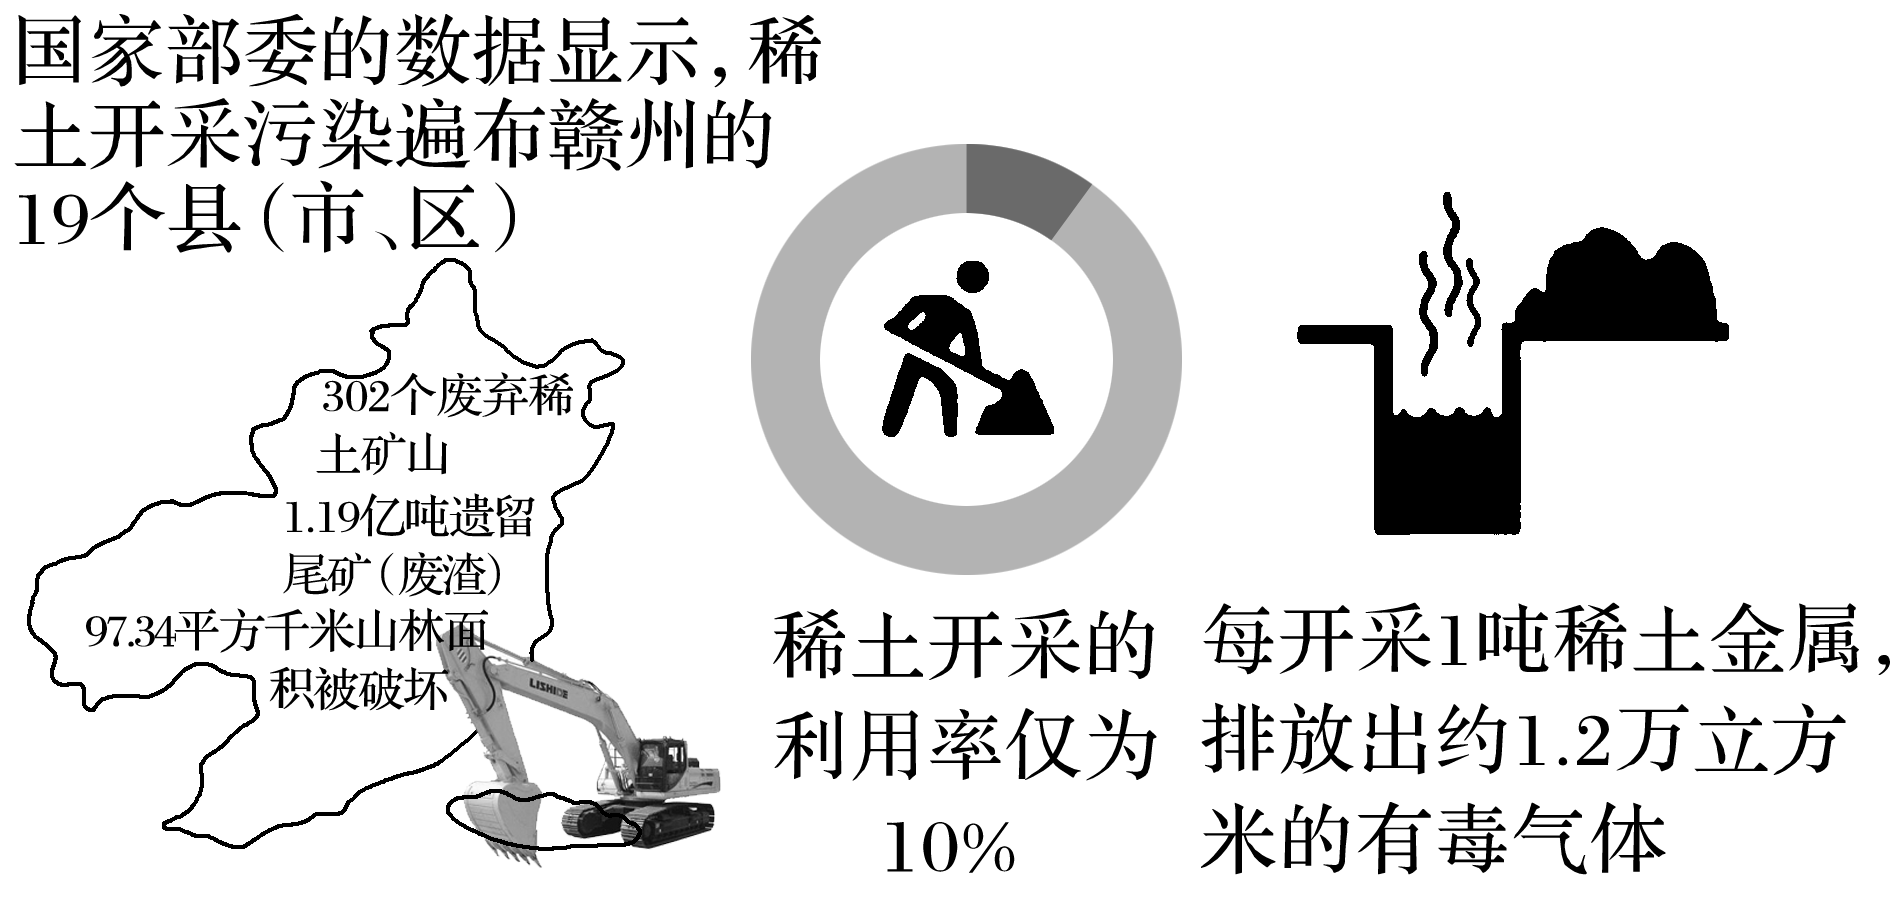 国家部委的数据显示，稀
土开采污染遍布赣州的
19个县（市、区）
302个废弃稀
土矿山
1.19亿吨遗留
尾矿（废渣）
97.34平方千米山林面
积被破坏
LISHIDE
稀土开采的
利用率仅为
10%
每开采1吨稀土金属，
排放出约1.2万立方
米的有毒气体